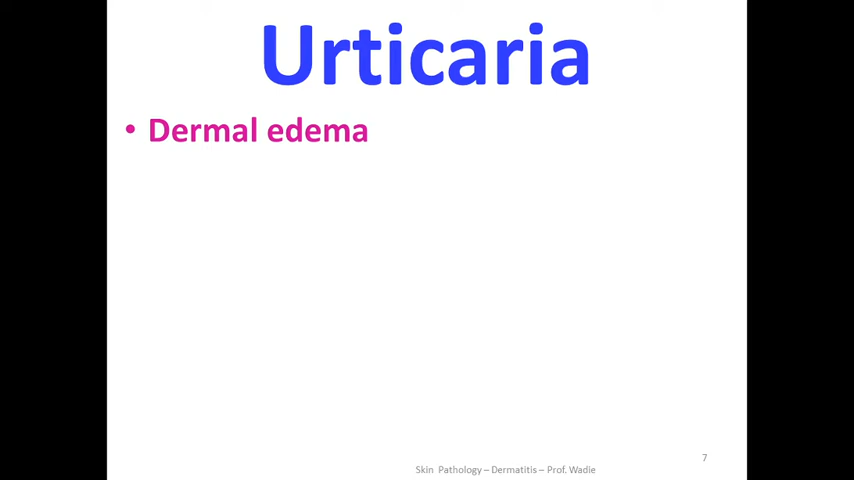 Urticaria
• Dermal edema
7
Skin Pathology – Dermatitis – Prof. Wadie